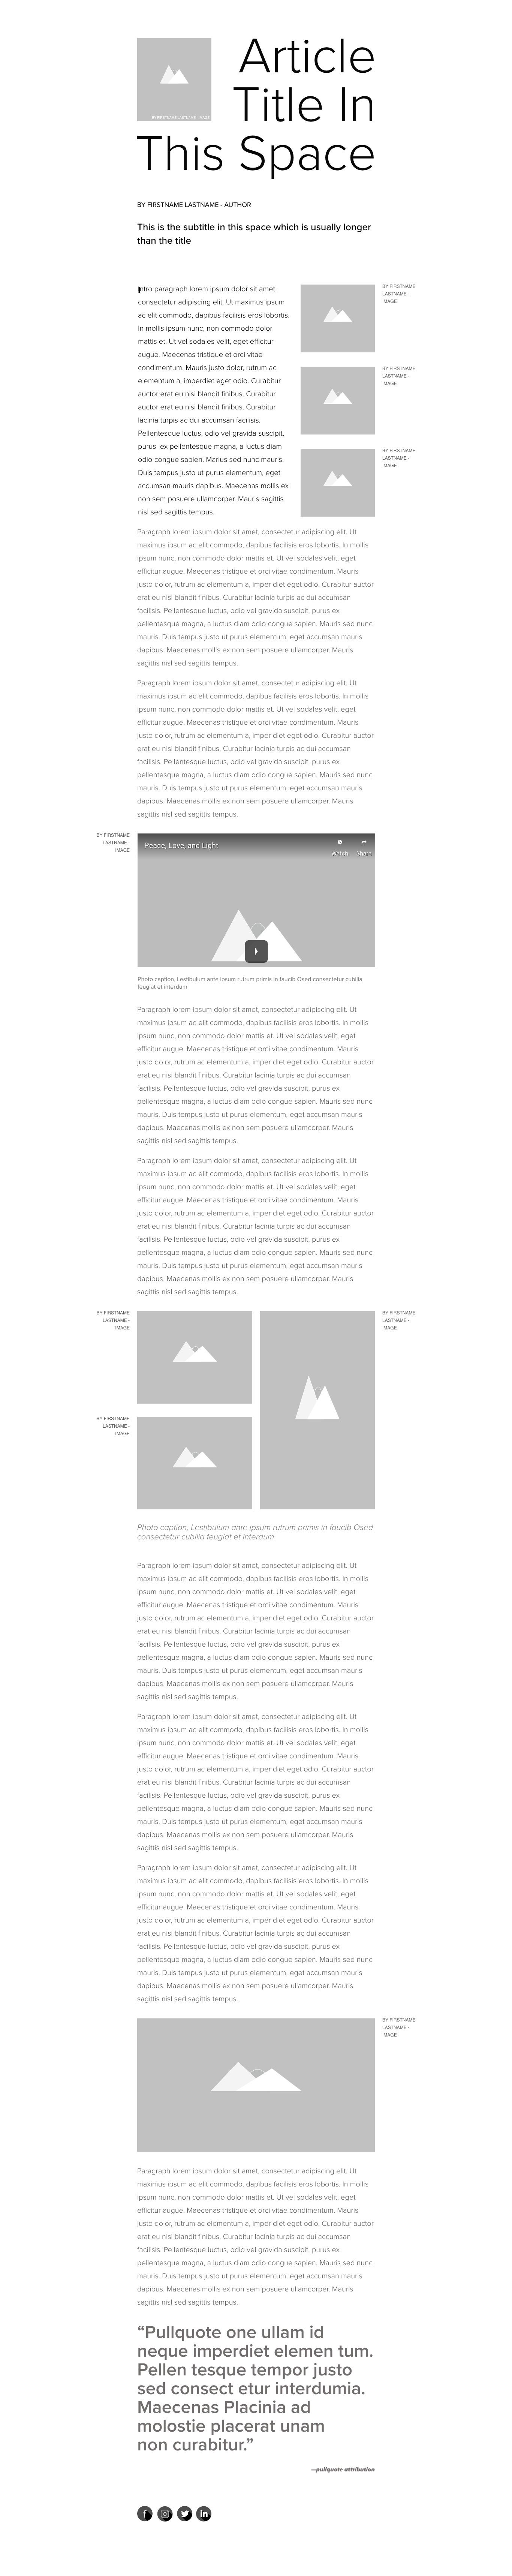 Article
Title In
This Space
BY FIRSTNAME LASTNAME - IMAGE
BY FIRSTNAME LASTNAME - AUTHOR
This is the subtitle in this space which is usually longer
than the title
Intro paragraph lorem ipsum dolor sit amet,
consectetur adipiscing elit. Ut maximus ipsum
ac elit commodo, dapibus facilisis eros lobortis.
In mollis ipsum nunc, non commodo dolor
mattis et. Ut vel sodales velit, eget efficitur
augue. Maecenas tristique et orci vitae
condimentum. Mauris justo dolor, rutrum ac
elementum a, imperdiet eget odio. Curabitur
auctor erat eu nisi blandit finibus. Curabitur
auctor erat eu nisi blandit finibus. Curabitur
lacinia turpis ac dui accumsan facilisis.
Pellentesque luctus, odio vel gravida suscipit,
purus  ex pellentesque magna, a luctus diam
odio congue sapien. Marius sed nunc mauris.
Duis tempus justo ut purus elementum, eget
accumsan mauris dapibus. Maecenas mollis ex
non sem posuere ullamcorper. Mauris sagittis
nisl sed sagittis tempus.
BY FIRSTNAME
LASTNAME -
IMAGE
BY FIRSTNAME
LASTNAME -
IMAGE
BY FIRSTNAME
LASTNAME -
IMAGE
Paragraph lorem ipsum dolor sit amet, consectetur adipiscing elit. Ut
maximus ipsum ac elit commodo, dapibus facilisis eros lobortis. In mollis
ipsum nunc, non commodo dolor mattis et. Ut vel sodales velit, eget
efficitur augue. Maecenas tristique et orci vitae condimentum. Mauris
justo dolor, rutrum ac elementum a, imper diet eget odio. Curabitur auctor
erat eu nisi blandit finibus. Curabitur lacinia turpis ac dui accumsan
facilisis. Pellentesque luctus, odio vel gravida suscipit, purus ex
pellentesque magna, a luctus diam odio congue sapien. Mauris sed nunc
mauris. Duis tempus justo ut purus elementum, eget accumsan mauris
dapibus. Maecenas mollis ex non sem posuere ullamcorper. Mauris
sagittis nisl sed sagittis tempus.
Paragraph lorem ipsum dolor sit amet, consectetur adipiscing elit. Ut
maximus ipsum ac elit commodo, dapibus facilisis eros lobortis. In mollis
ipsum nunc, non commodo dolor mattis et. Ut vel sodales velit, eget
efficitur augue. Maecenas tristique et orci vitae condimentum. Mauris
justo dolor, rutrum ac elementum a, imper diet eget odio. Curabitur auctor
erat eu nisi blandit finibus. Curabitur lacinia turpis ac dui accumsan
facilisis. Pellentesque luctus, odio vel gravida suscipit, purus ex
pellentesque magna, a luctus diam odio congue sapien. Mauris sed nunc
mauris. Duis tempus justo ut purus elementum, eget accumsan mauris
dapibus. Maecenas mollis ex non sem posuere ullamcorper. Mauris
sagittis nisl sed sagittis tempus.
BY FIRSTNAME
LASTNAME -
IMAGE
Peace, Love, and Light
Watch
Share
Photo caption, Lestibulum ante ipsum rutrum primis in faucib Osed consectetur cubilia
feugiat et interdum
Paragraph lorem ipsum dolor sit amet, consectetur adipiscing elit. Ut
maximus ipsum ac elit commodo, dapibus facilisis eros lobortis. In mollis
ipsum nunc, non commodo dolor mattis et. Ut vel sodales velit, eget
efficitur augue. Maecenas tristique et orci vitae condimentum. Mauris
justo dolor, rutrum ac elementum a, imper diet eget odio. Curabitur auctor
erat eu nisi blandit finibus. Curabitur lacinia turpis ac dui accumsan
facilisis. Pellentesque luctus, odio vel gravida suscipit, purus ex
pellentesque magna, a luctus diam odio congue sapien. Mauris sed nunc
mauris. Duis tempus justo ut purus elementum, eget accumsan mauris
dapibus. Maecenas mollis ex non sem posuere ullamcorper. Mauris
sagittis nisl sed sagittis tempus.
Paragraph lorem ipsum dolor sit amet, consectetur adipiscing elit. Ut
maximus ipsum ac elit commodo, dapibus facilisis eros lobortis. In mollis
ipsum nunc, non commodo dolor mattis et. Ut vel sodales velit, eget
efficitur augue. Maecenas tristique et orci vitae condimentum. Mauris
justo dolor, rutrum ac elementum a, imper diet eget odio. Curabitur auctor
erat eu nisi blandit finibus. Curabitur lacinia turpis ac dui accumsan
facilisis. Pellentesque luctus, odio vel gravida suscipit, purus ex
pellentesque magna, a luctus diam odio congue sapien. Mauris sed nunc
mauris. Duis tempus justo ut purus elementum, eget accumsan mauris
dapibus. Maecenas mollis ex non sem posuere ullamcorper. Mauris
sagittis nisl sed sagittis tempus.
BY FIRSTNAME
LASTNAME -
IMAGE
BY FIRSTNAME
LASTNAME -
IMAGE
BY FIRSTNAME
LASTNAME -
IMAGE
Photo caption, Lestibulum ante ipsum rutrum primis in faucib Osed
consectetur cubilia feugiat et interdum
Paragraph lorem ipsum dolor sit amet, consectetur adipiscing elit. Ut
maximus ipsum ac elit commodo, dapibus facilisis eros lobortis. In mollis
ipsum nunc, non commodo dolor mattis et. Ut vel sodales velit, eget
efficitur augue. Maecenas tristique et orci vitae condimentum. Mauris
justo dolor, rutrum ac elementum a, imper diet eget odio. Curabitur auctor
erat eu nisi blandit finibus. Curabitur lacinia turpis ac dui accumsan
facilisis. Pellentesque luctus, odio vel gravida suscipit, purus ex
pellentesque magna, a luctus diam odio congue sapien. Mauris sed nunc
mauris. Duis tempus justo ut purus elementum, eget accumsan mauris
dapibus. Maecenas mollis ex non sem posuere ullamcorper. Mauris
sagittis nisl sed sagittis tempus.
Paragraph lorem ipsum dolor sit amet, consectetur adipiscing elit. Ut
maximus ipsum ac elit commodo, dapibus facilisis eros lobortis. In mollis
ipsum nunc, non commodo dolor mattis et. Ut vel sodales velit, eget
efficitur augue. Maecenas tristique et orci vitae condimentum. Mauris
justo dolor, rutrum ac elementum a, imper diet eget odio. Curabitur auctor
erat eu nisi blandit finibus. Curabitur lacinia turpis ac dui accumsan
facilisis. Pellentesque luctus, odio vel gravida suscipit, purus ex
pellentesque magna, a luctus diam odio congue sapien. Mauris sed nunc
mauris. Duis tempus justo ut purus elementum, eget accumsan mauris
dapibus. Maecenas mollis ex non sem posuere ullamcorper. Mauris
sagittis nisl sed sagittis tempus.
Paragraph lorem ipsum dolor sit amet, consectetur adipiscing elit. Ut
maximus ipsum ac elit commodo, dapibus facilisis eros lobortis. In mollis
ipsum nunc, non commodo dolor mattis et. Ut vel sodales velit, eget
efficitur augue. Maecenas tristique et orci vitae condimentum. Mauris
justo dolor, rutrum ac elementum a, imper diet eget odio. Curabitur auctor
erat eu nisi blandit finibus. Curabitur lacinia turpis ac dui accumsan
facilisis. Pellentesque luctus, odio vel gravida suscipit, purus ex
pellentesque magna, a luctus diam odio congue sapien. Mauris sed nunc
mauris. Duis tempus justo ut purus elementum, eget accumsan mauris
dapibus. Maecenas mollis ex non sem posuere ullamcorper. Mauris
sagittis nisl sed sagittis tempus.
BY FIRSTNAME
LASTNAME -
IMAGE
Paragraph lorem ipsum dolor sit amet, consectetur adipiscing elit. Ut
maximus ipsum ac elit commodo, dapibus facilisis eros lobortis. In mollis
ipsum nunc, non commodo dolor mattis et. Ut vel sodales velit, eget
efficitur augue. Maecenas tristique et orci vitae condimentum. Mauris
justo dolor, rutrum ac elementum a, imper diet eget odio. Curabitur auctor
erat eu nisi blandit finibus. Curabitur lacinia turpis ac dui accumsan
facilisis. Pellentesque luctus, odio vel gravida suscipit, purus ex
pellentesque magna, a luctus diam odio congue sapien. Mauris sed nunc
mauris. Duis tempus justo ut purus elementum, eget accumsan mauris
dapibus. Maecenas mollis ex non sem posuere ullamcorper. Mauris
sagittis nisl sed sagittis tempus.
“Pullquote one ullam id
neque imperdiet elemen tum.
Pellen tesque tempor justo
sed consect etur interdumia.
Maecenas Placinia ad
molostie placerat unam
non curabitur.”
—pullquote attribution